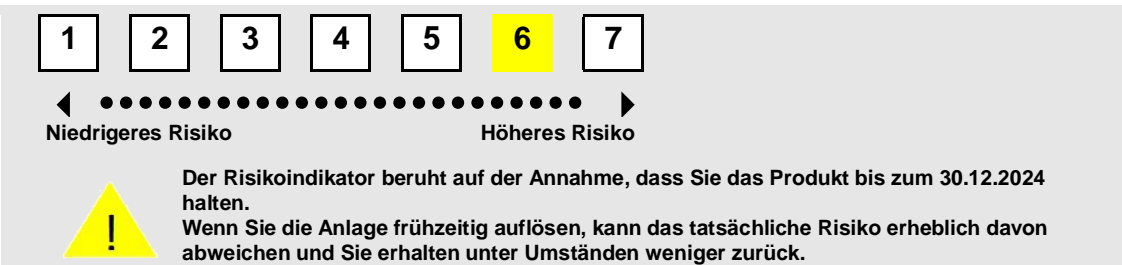 1 2 3 4 5 6 7
Niedrigeres Risiko Höheres Risiko
Der Risikoindikator beruht auf der Annahme, dass Sie das Produkt bis zum 30.12.2024
halten.
Wenn Sie die Anlage frühzeitig auflösen, kann das tatsächliche Risiko erheblich davon
abweichen und Sie erhalten unter Umständen weniger zurück.
!